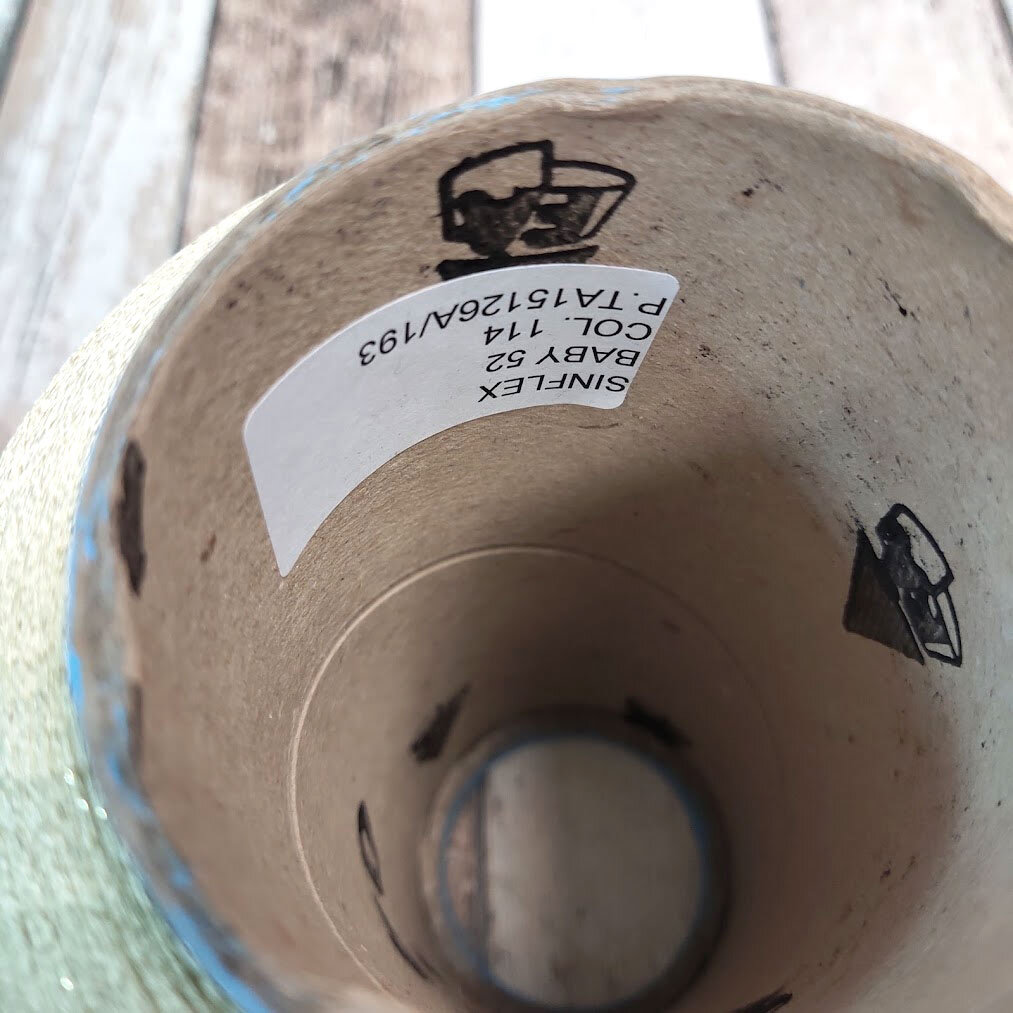 SINFLEX
BABY 52
COL. 114
P. TA15126A/193